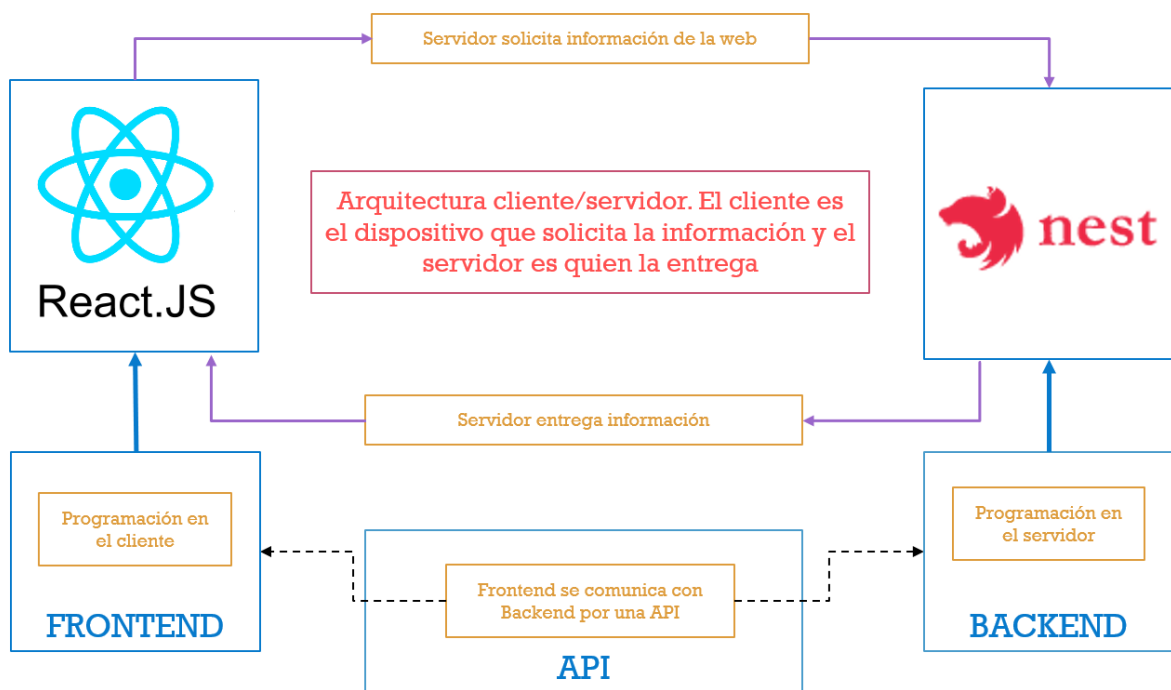 Servidor solicita información de la web
React.JS
Arquitectura cliente/servidor. El cliente es
el dispositivo que solicita la información y el
servidor es quien la entrega
nest
Servidor entrega información
Programación en
el cliente
FRONTEND
Frontend se comunica con
Backend por una API
API
Programación en
el servidor
BACKEND